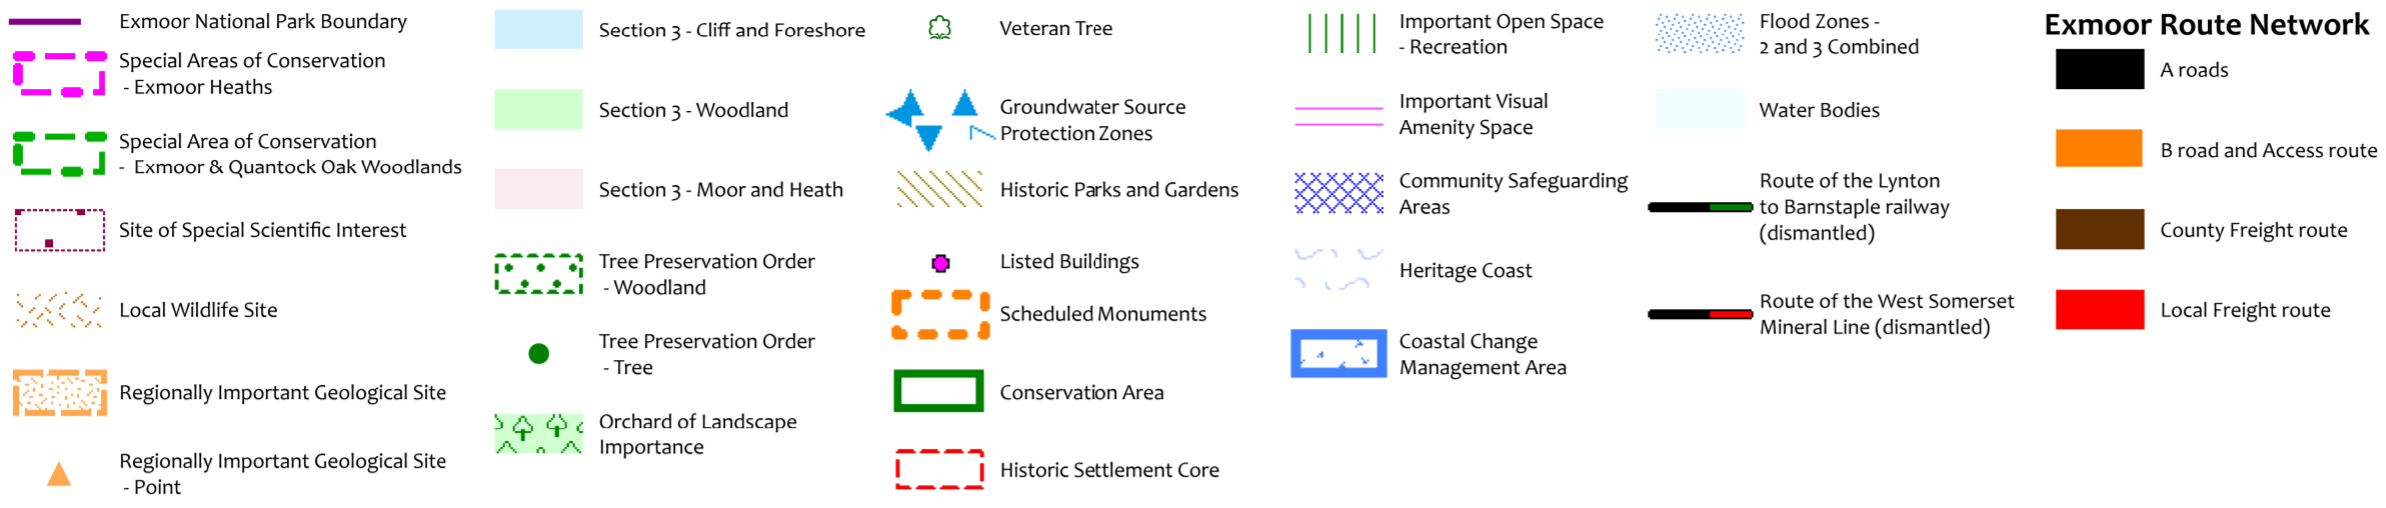 Exmoor National Park Boundary
Special Areas of Conservation
- Exmoor Heaths
Special Area of Conservation
- Exmoor & Quantock Oak Woodlands
Site of Special Scientific Interest
Local Wildlife Site
Regionally Important Geological Site
Regionally Important Geological Site
- Point
Section 3 - Cliff and Foreshore
Section 3 - Woodland
Section 3 - Moor and Heath
Tree Preservation Order
- Woodland
Tree Preservation Order
- Tree
Orchard of Landscape
Importance
Veteran Tree
Groundwater Source
Protection Zones
Historic Parks and Gardens
Listed Buildings
Scheduled Monuments
Conservation Area
Historic Settlement Core
Important Open Space
- Recreation
Important Visual
Amenity Space
Community Safeguarding
Areas
Heritage Coast
Coastal Change
Management Area
Flood Zones -
2 and 3 Combined
Water Bodies
Route of the Lynton
to Barnstaple railway
(dismantled)
Route of the West Somerset
Mineral Line (dismantled)
Exmoor Route Network
A roads
B road and Access route
County Freight route
Local Freight route